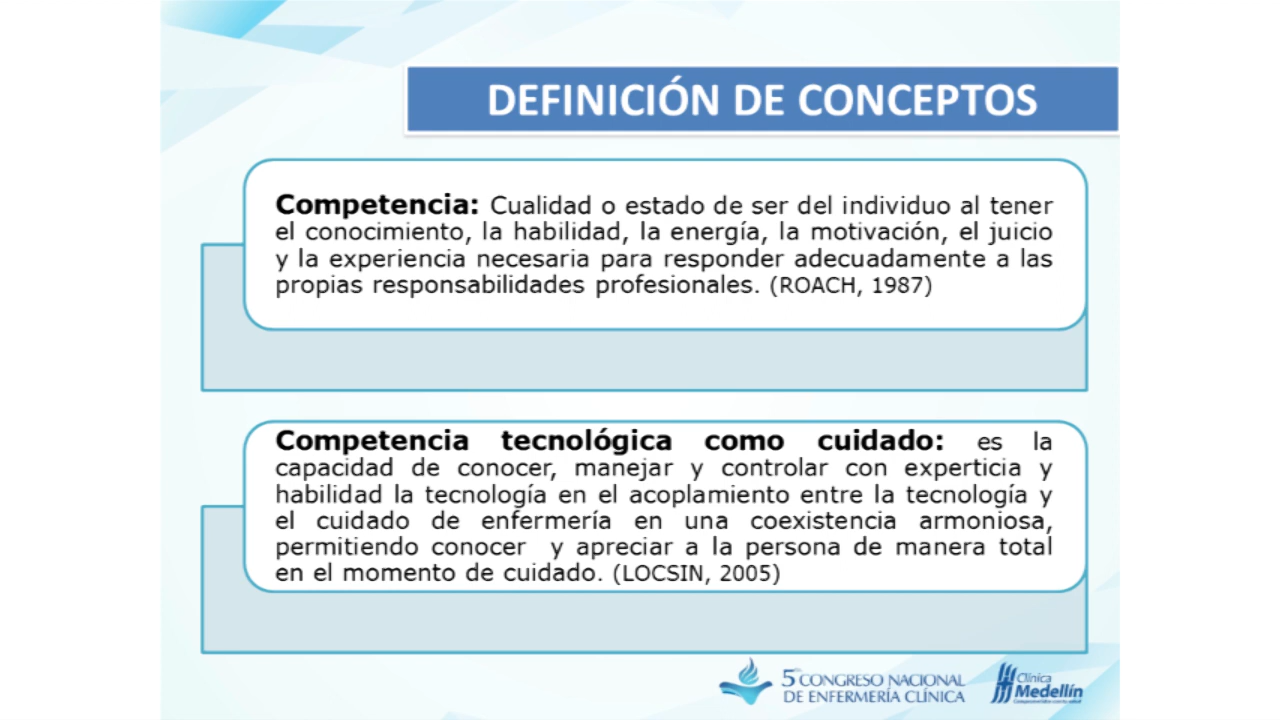 DEFINICIÓN DE CONCEPTOS
Competencia: Cualidad o estado de ser del individuo al tener
el conocimiento, la habilidad, la energía, la motivación, el juicio
y la experiencia necesaria para responder adecuadamente a las
propias responsabilidades profesionales. (ROACH, 1987)
Competencia tecnológica como cuidado: es la
capacidad de conocer, manejar y controlar con experticia y
habilidad la tecnología en el acoplamiento entre la tecnología y
el cuidado de enfermería en una coexistencia armoniosa,
permitiendo conocer y apreciar a la persona de manera total
en el momento de cuidado. (LOCSIN, 2005)
5 CONGRESO NACIONAL
DE ENFERMERÍA CLÍNICA
Clínica
Medellín